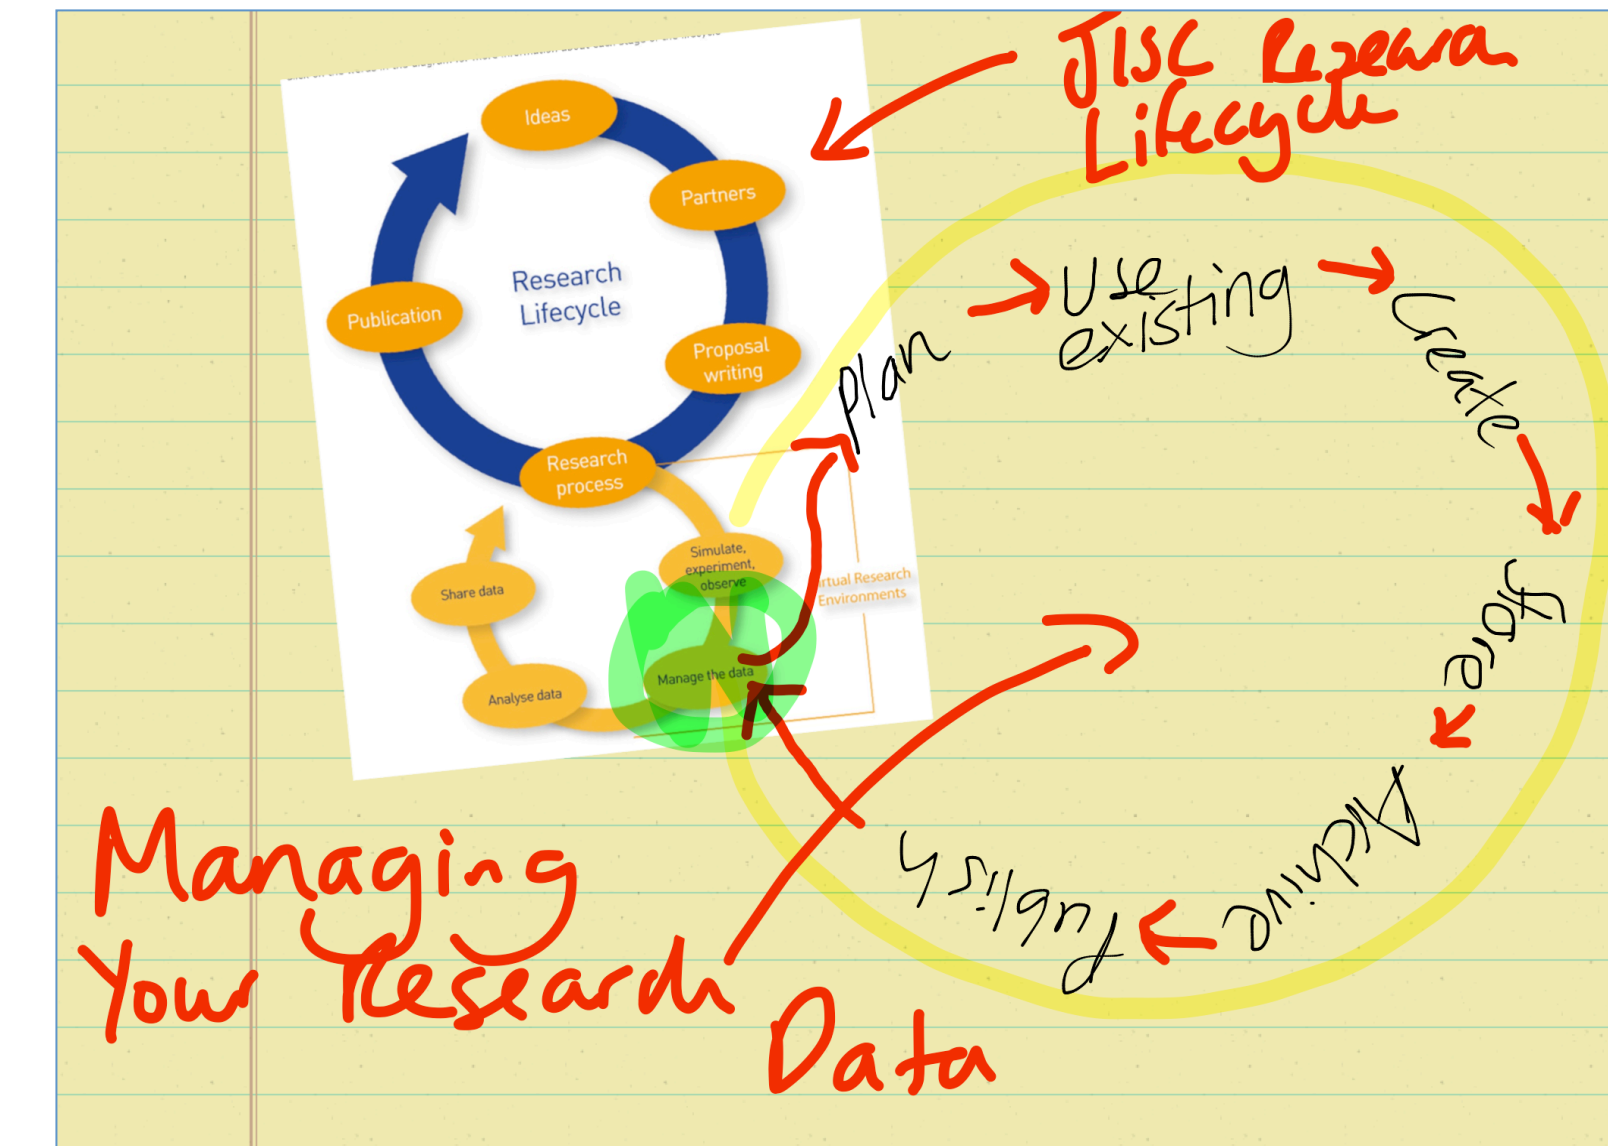 JISC Research
Lifecycle
Ideas
Partners
Research
Lifecycle
Publication
Proposal
writing
Research
process
Simulate,
experiment,
observe
Share data
rtual Research
Environments
Manage the data
Analyse data
Plan
Use
existing
Create
Store
Archive
Publish
Managing
Your Research
Data